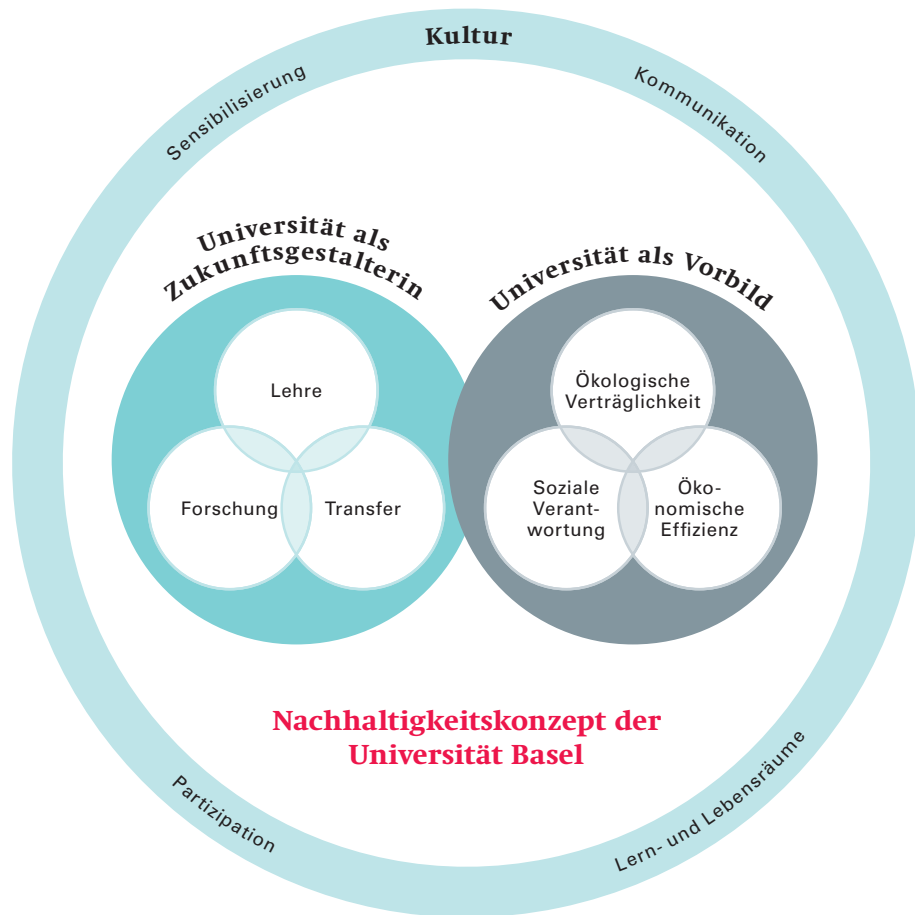 Kultur
Sensibilisierung
Kommunikation
Universität als
Zukunftsgestalterin
Universität als Vorbild
Lehre
Forschung
Transfer
Ökologische
Verträglichkeit
Soziale
Verant-
wortung
Öko-
nomische
Effizienz
Nachhaltigkeitskonzept der
Universität Basel
Partizipation
Lern- und Lebensräume